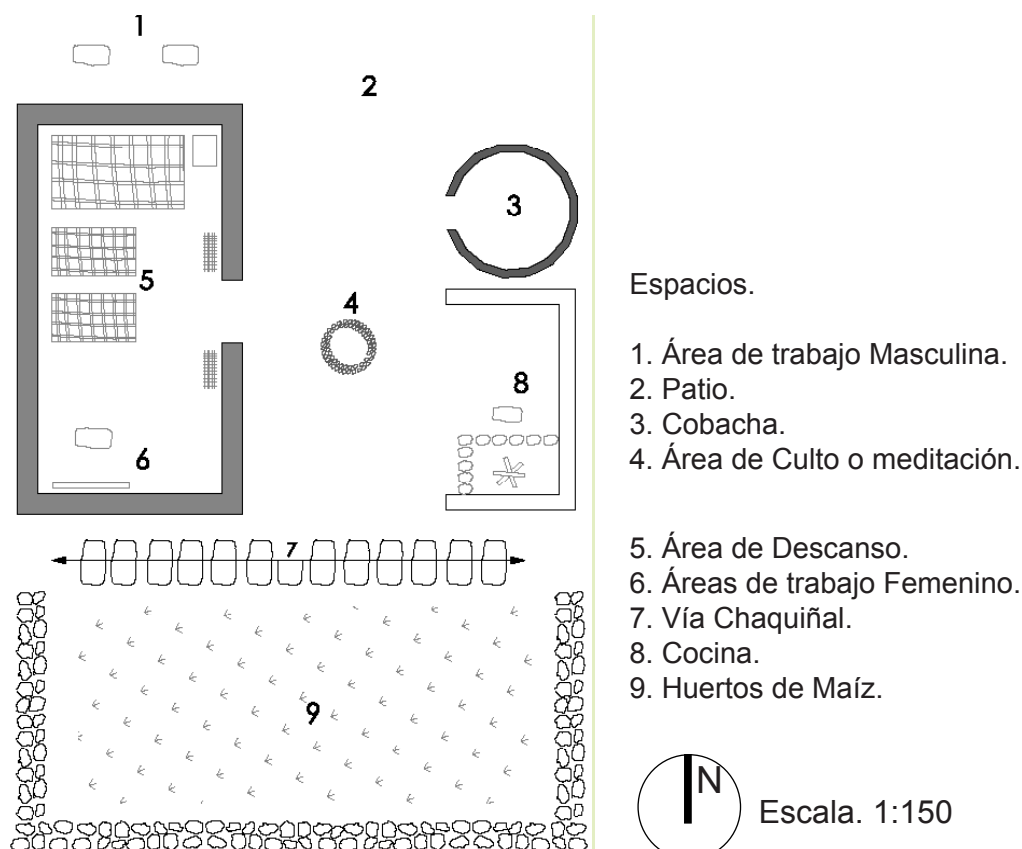 1
2
3
4
5
6
7
8
9
Espacios.
1. Área de trabajo Masculina.
2. Patio.
3. Cobacha.
4. Área de Culto o meditación.
5. Área de Descanso.
6. Áreas de trabajo Femenino.
7. Vía Chaquiñal.
8. Cocina.
9. Huertos de Maíz.
N
Escala. 1:150